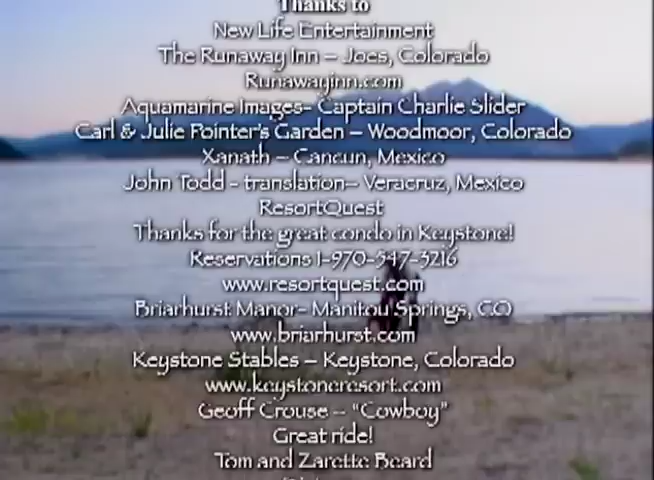 Thanks to
New Life Entertainment
The Runaway Inn – Joes, Colorado
Runawayinn.com
Aquamarine Images- Captain Charlie Slider
Carl & Julie Pointer's Garden – Woodmoor, Colorado
Xanath – Cancun, Mexico
John Todd - translation– Veracruz, Mexico
ResortQuest
Thanks for the great condo in Keystone!
Reservations 1-970-547-3216
www.resortquest.com
Briarhurst Manor- Manitou Springs, CO
www.briarhurst.com
Keystone Stables – Keystone, Colorado
www.keystoneresort.com
Geoff Crouse – "Cowboy"
Great ride!
Tom and Zarette Beard